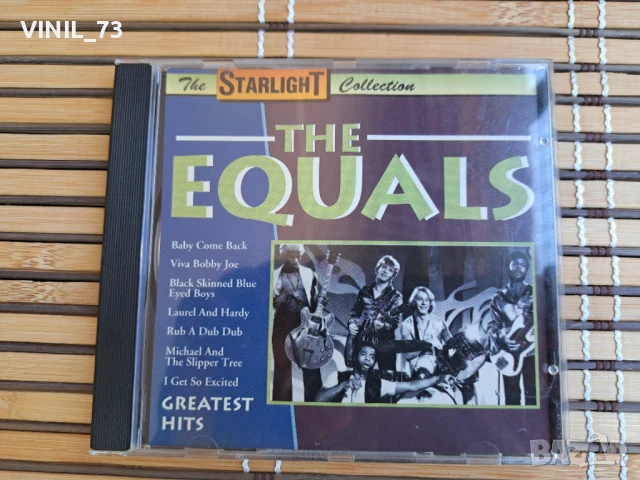 VINIL_73
The STARLIGHT Collection
THE
EQUALS
Baby Come Back
Viva Bobby Joe
Black Skinned Blue
Eyed Boys
Laurel And Hardy
Rub A Dub Dub
Michael And
The Slipper Tree
I Get So Excited
GREATEST
HITS
BAZAR